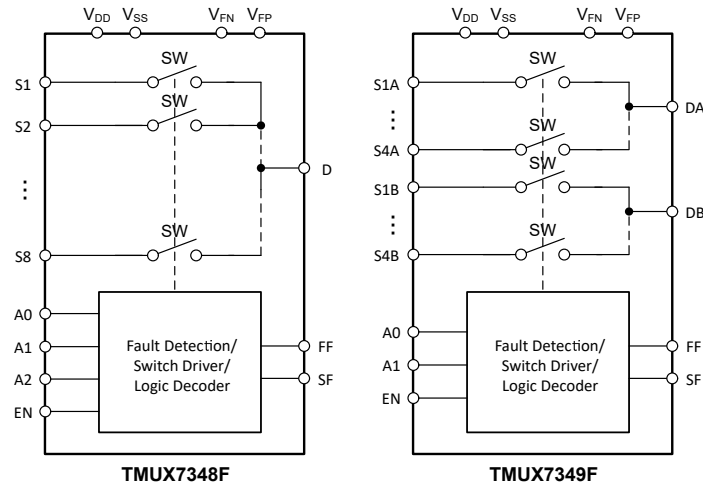 VDD VSS VFN VFP
S1
SW
SW
S2
D
⋮
SW
S8
A0
A1
A2
EN
Fault Detection/
Switch Driver/
Logic Decoder
FF
SF
TMUX7348F
VDD VSS VFN VFP
SW
S1A
DA
⋮
SW
S4A
SW
S1B
DB
⋮
SW
S4B
A0
A1
EN
Fault Detection/
Switch Driver/
Logic Decoder
FF
SF
TMUX7349F